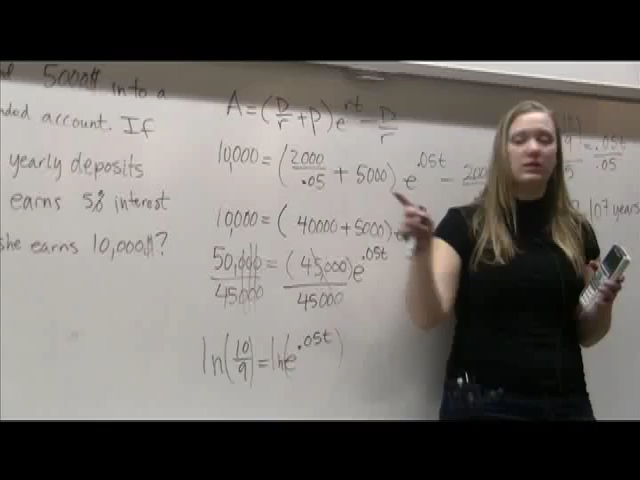 5000$ into a
account. If
yearly deposits
earns 5% interest
she earns 10,000$?
A = (D/r + P) e^rt - D/r
10,000 = (2000/.05 + 5000) e^.05t - 200
10,000 = (40000 + 5000)
50,000/45000 = (45,000)e^.05t/45000
ln(10/9) = ln(e^.05t)
= .05t/.05
? 107 years